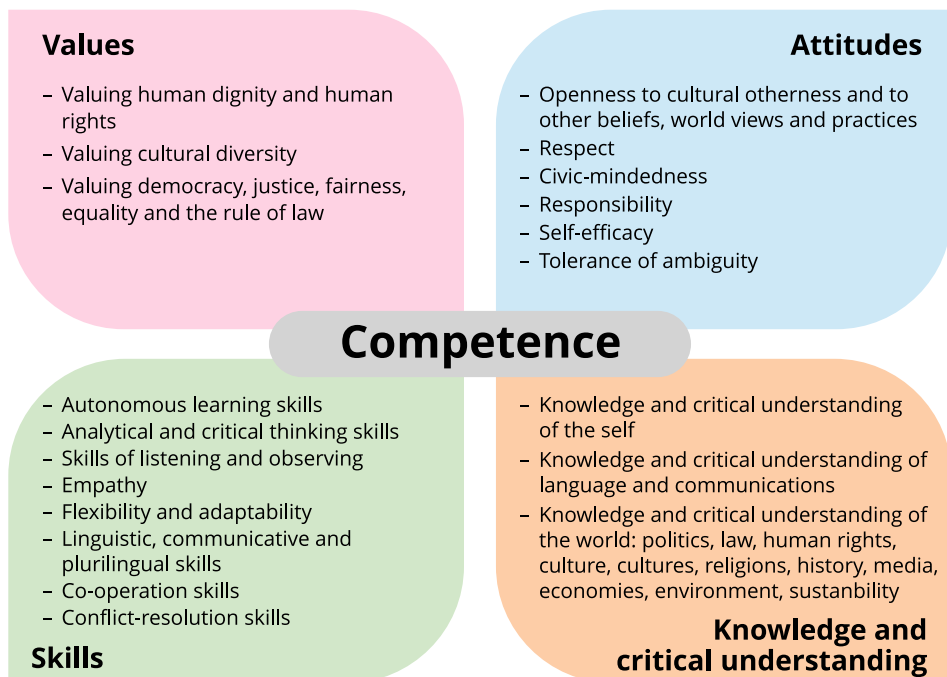 Values
– Valuing human dignity and human
rights
– Valuing cultural diversity
– Valuing democracy, justice, fairness,
equality and the rule of law
Attitudes
– Openness to cultural otherness and to
other beliefs, world views and practices
– Respect
– Civic-mindedness
– Responsibility
– Self-efficacy
– Tolerance of ambiguity
Competence
– Autonomous learning skills
– Analytical and critical thinking skills
– Skills of listening and observing
– Empathy
– Flexibility and adaptability
– Linguistic, communicative and
plurilingual skills
– Co-operation skills
– Conflict-resolution skills
Skills
– Knowledge and critical understanding
of the self
– Knowledge and critical understanding of
language and communications
– Knowledge and critical understanding of
the world: politics, law, human rights,
culture, cultures, religions, history, media,
economies, environment, sustanbility
Knowledge and
critical understanding